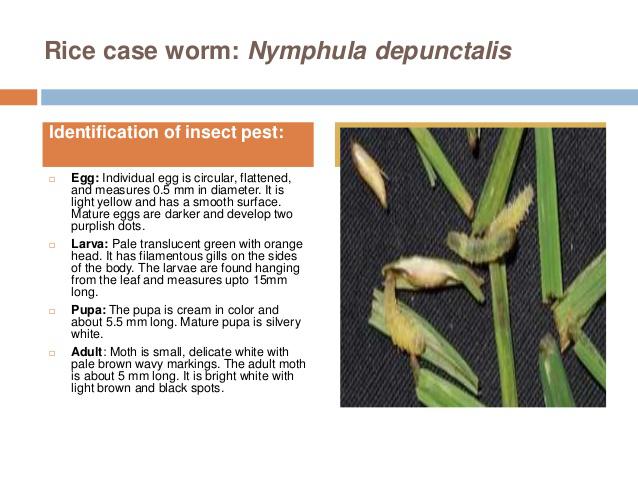 Rice case worm: Nymphula depunctalis
Identification of insect pest:
Egg: Individual egg is circular, flattened,
and measures 0.5 mm in diameter. It is
light yellow and has a smooth surface.
Mature eggs are darker and develop two
purplish dots.
Larva: Pale translucent green with orange
head. It has filamentous gills on the sides
of the body. The larvae are found hanging
from the leaf and measures upto 15mm
long.
Pupa: The pupa is cream in color and
about 5.5 mm long. Mature pupa is silvery
white.
Adult: Moth is small, delicate white with
pale brown wavy markings. The adult moth
is about 5 mm long. It is bright white with
light brown and black spots.